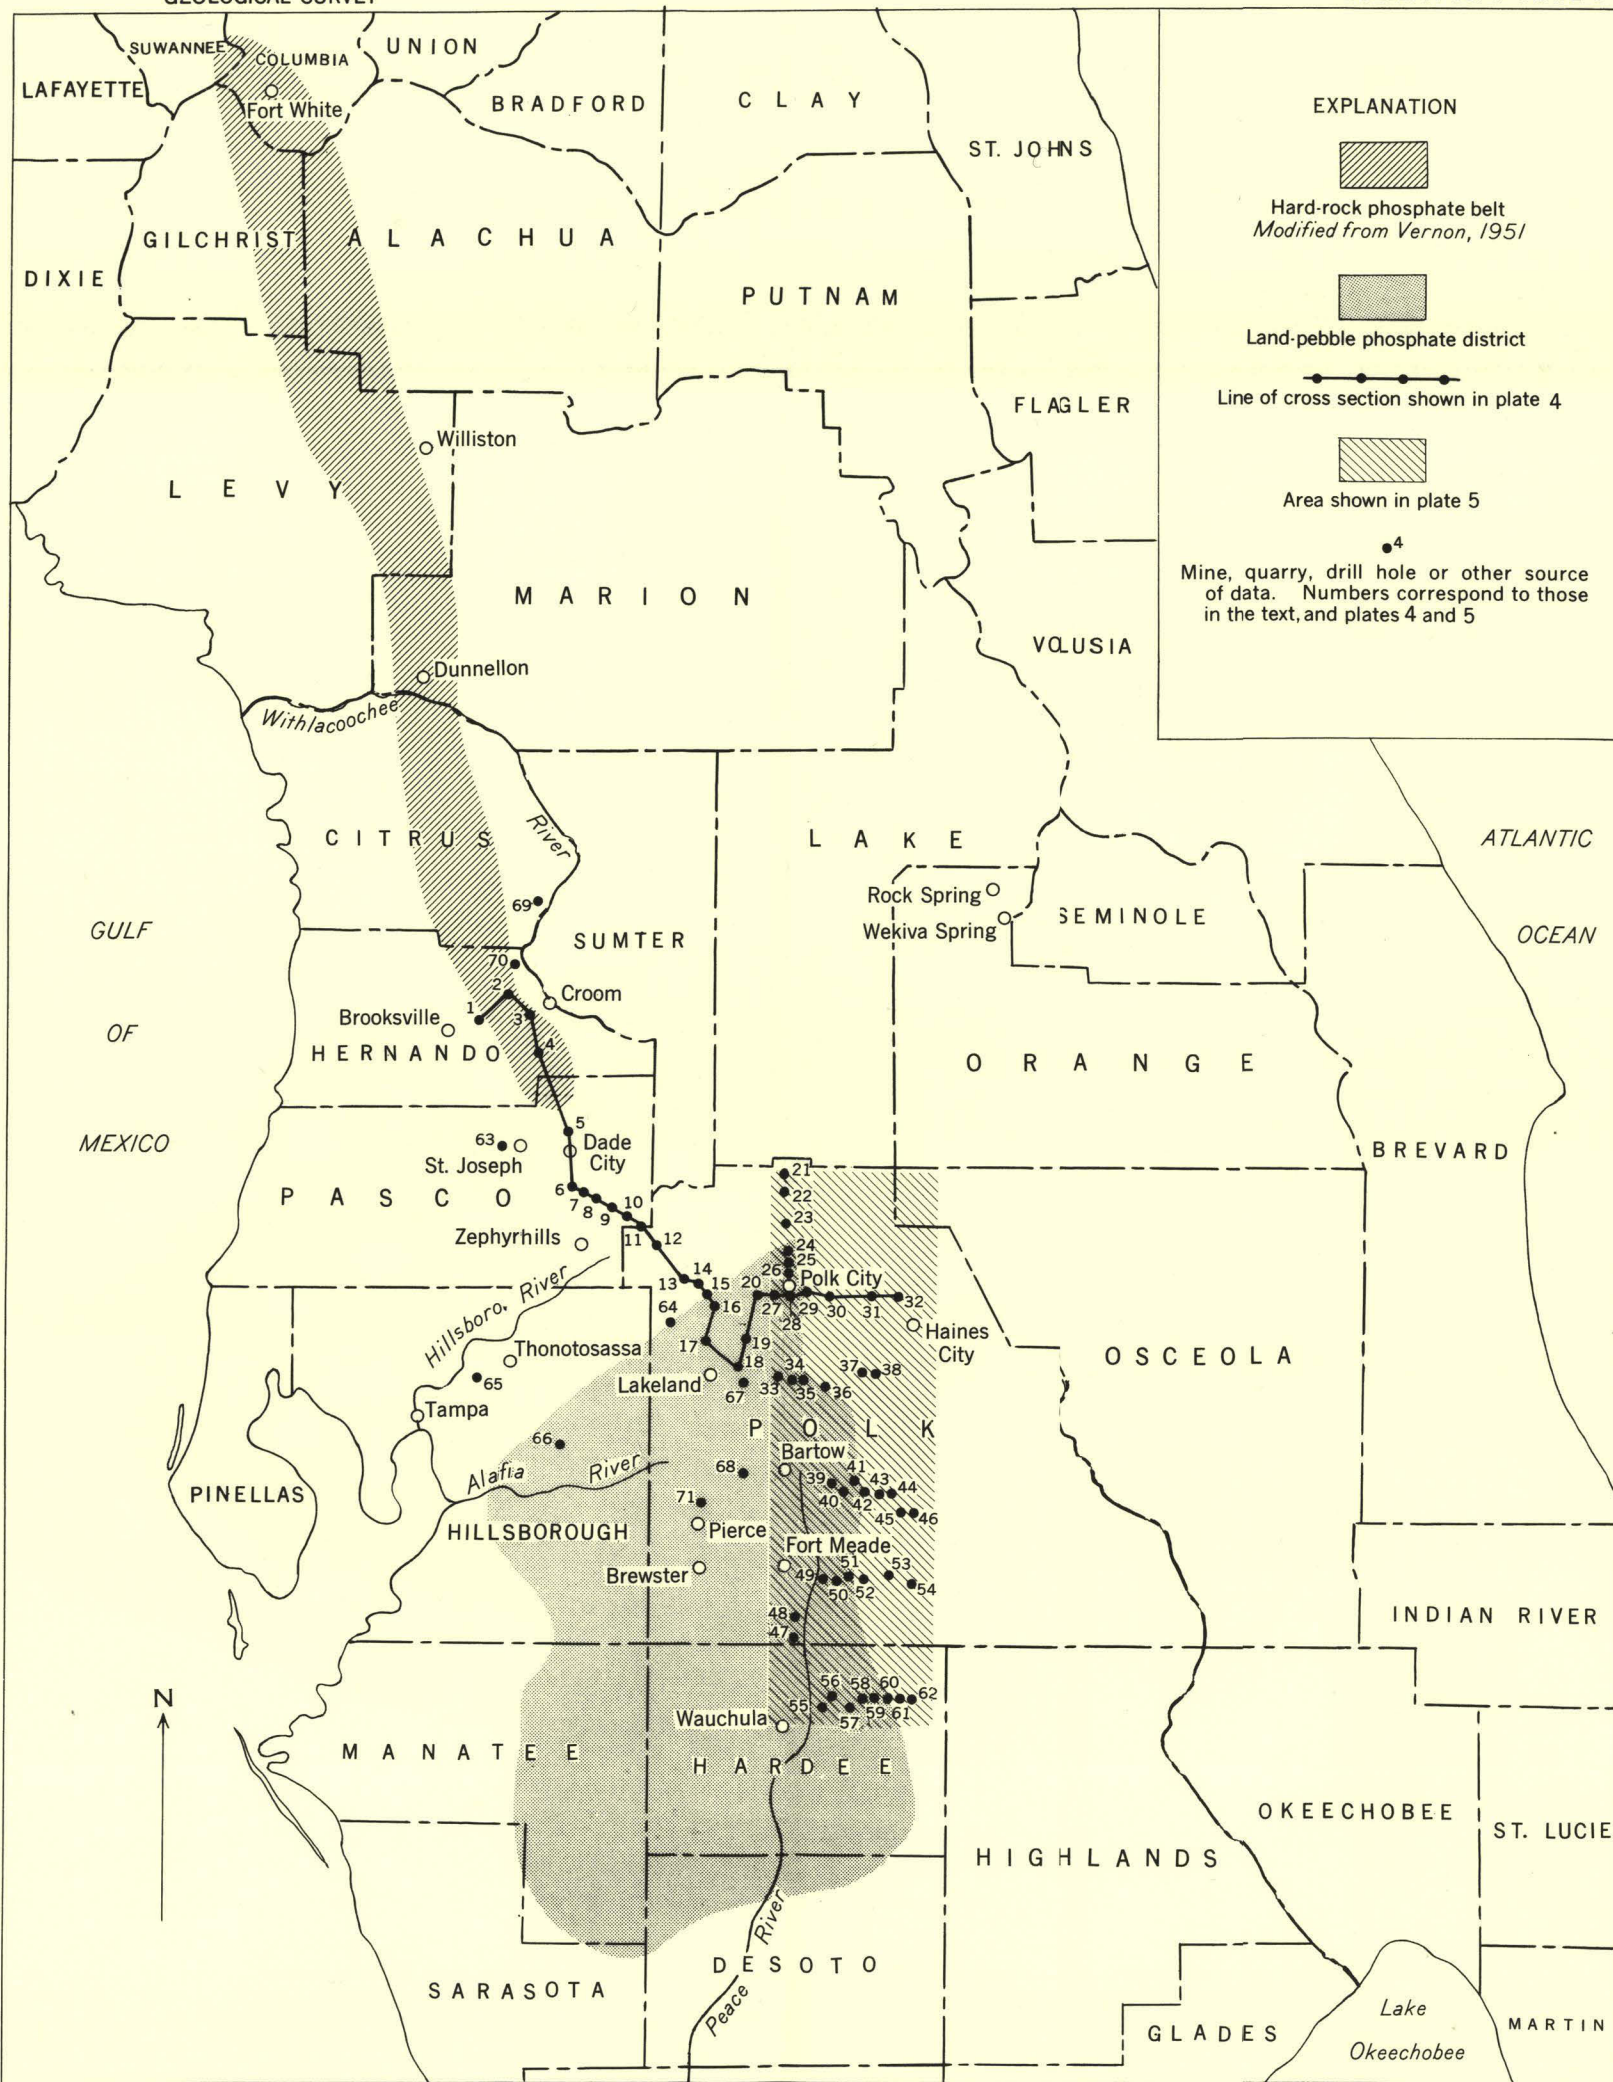 GEOLOGICAL SURVEY
SUWANNEE
COLUMBIA
UNION
LAFAYETTE
Fort White
BRADFORD
CLAY
ST. JOHNS
GILCHRIST
ALACHUA
DIXIE
PUTNAM
FLAGLER
Williston
LEVY
MARION
VOLUSIA
Dunnellon
Withlacoochee
River
CITRUS
LAKE
ATLANTIC
OCEAN
Rock Spring
Wekiva Spring
SEMINOLE
69
GULF
OF
MEXICO
SUMTER
70
2
1
3
4
Croom
Brooksville
HERNANDO
ORANGE
BREVARD
5
63
St. Joseph
Dade
City
PASCO
6
7
8
9
10
11
12
Zephyrhills
21
22
23
24
25
26
Polk City
13
14
15
16
17
18
19
20
27
28
29
30
31
32
64
Haines
City
Hillsboro. River
Thonotosassa
65
Tampa
Lakeland
67
33
34
35
36
37
38
OSCEOLA
POLK
66
Alafia River
68
Bartow
39
40
41
42
43
44
45
46
PINELLAS
HILLSBOROUGH
71
Pierce
Brewster
Fort Meade
49
50
51
52
53
54
48
47
INDIAN RIVER
N
55
56
57
58
59
60
61
62
Wauchula
MANATEE
HARDEE
OKEECHOBEE
ST. LUCIE
HIGHLANDS
Peace River
DESOTO
SARASOTA
GLADES
Lake
Okeechobee
MARTIN
EXPLANATION
Hard-rock phosphate belt
Modified from Vernon, 1951
Land-pebble phosphate district
Line of cross section shown in plate 4
Area shown in plate 5
4
Mine, quarry, drill hole or other source
of data. Numbers correspond to those
in the text, and plates 4 and 5